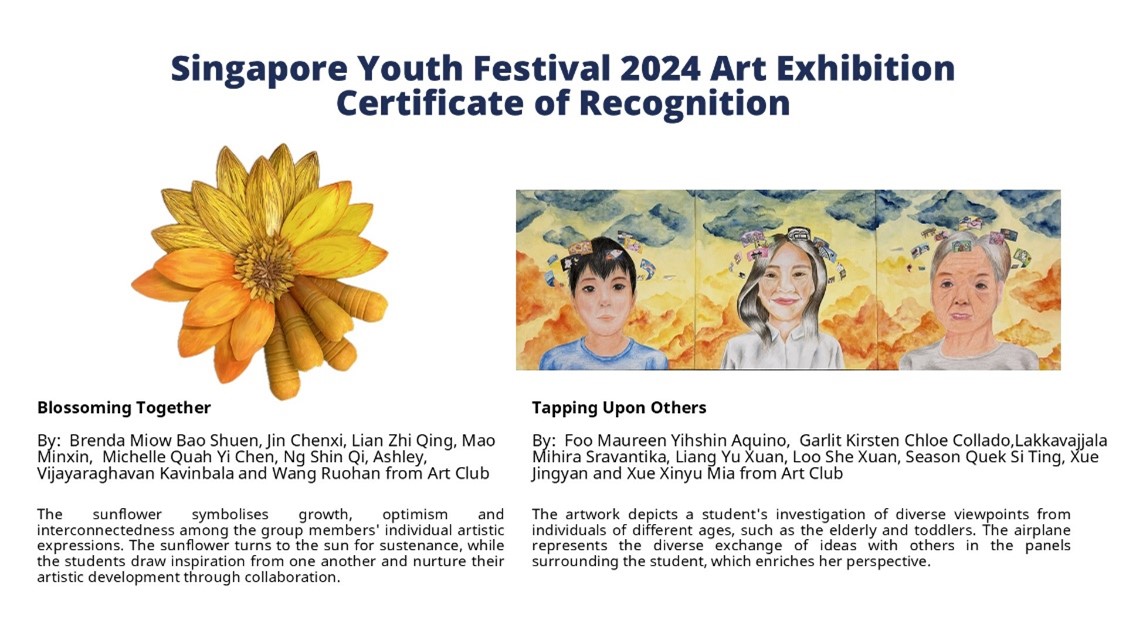 Singapore Youth Festival 2024 Art Exhibition
Certificate of Recognition
Blossoming Together
By:  Brenda Miow Bao Shuen, Jin Chenxi, Lian Zhi Qing, Mao
Minxin,  Michelle Quah Yi Chen, Ng Shin Qi, Ashley,
Vijayaraghavan Kavinbala and Wang Ruohan from Art Club
The sunflower symbolises growth, optimism and
interconnectedness among the group members' individual artistic
expressions. The sunflower turns to the sun for sustenance, while
the students draw inspiration from one another and nurture their
artistic development through collaboration.
Tapping Upon Others
By:  Foo Maureen Yihshin Aquino,  Garlit Kirsten Chloe Collado,Lakkavajjala
Mihira Sravantika, Liang Yu Xuan, Loo She Xuan, Season Quek Si Ting, Xue
Jingyan and Xue Xinyu Mia from Art Club
The artwork depicts a student's investigation of diverse viewpoints from
individuals of different ages, such as the elderly and toddlers. The airplane
represents the diverse exchange of ideas with others in the panels
surrounding the student, which enriches her perspective.